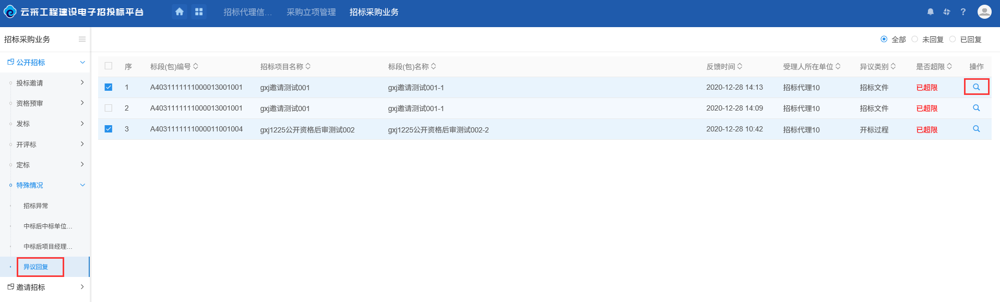 云采工程建设电子招投标平台
招标代理信...
采购立项管理
招标采购业务
?
招标采购业务
全部
未回复
已回复
公开招标
投标邀请
资格预审
发标
开评标
定标
特殊情况
招标异常
中标后中标单位...
中标后项目经理...
异议回复
邀请招标
序 标段(包)编号 招标项目名称 标段(包)名称 反馈时间 受理人所在单位 异议类别 是否超限 操作
1 A4031111111000013001001 gxj邀请测试001 gxj邀请测试001-1 2020-12-28 14:13 招标代理10 招标文件 已超限
2 A4031111111000013001001 gxj邀请测试001 gxj邀请测试001-1 2020-12-28 14:09 招标代理10 招标文件 已超限
3 A4031111111000011001004 gxj1225公开资格后审测试002 gxj1225公开资格后审测试002-2 2020-12-28 10:42 招标代理10 开标过程 已超限